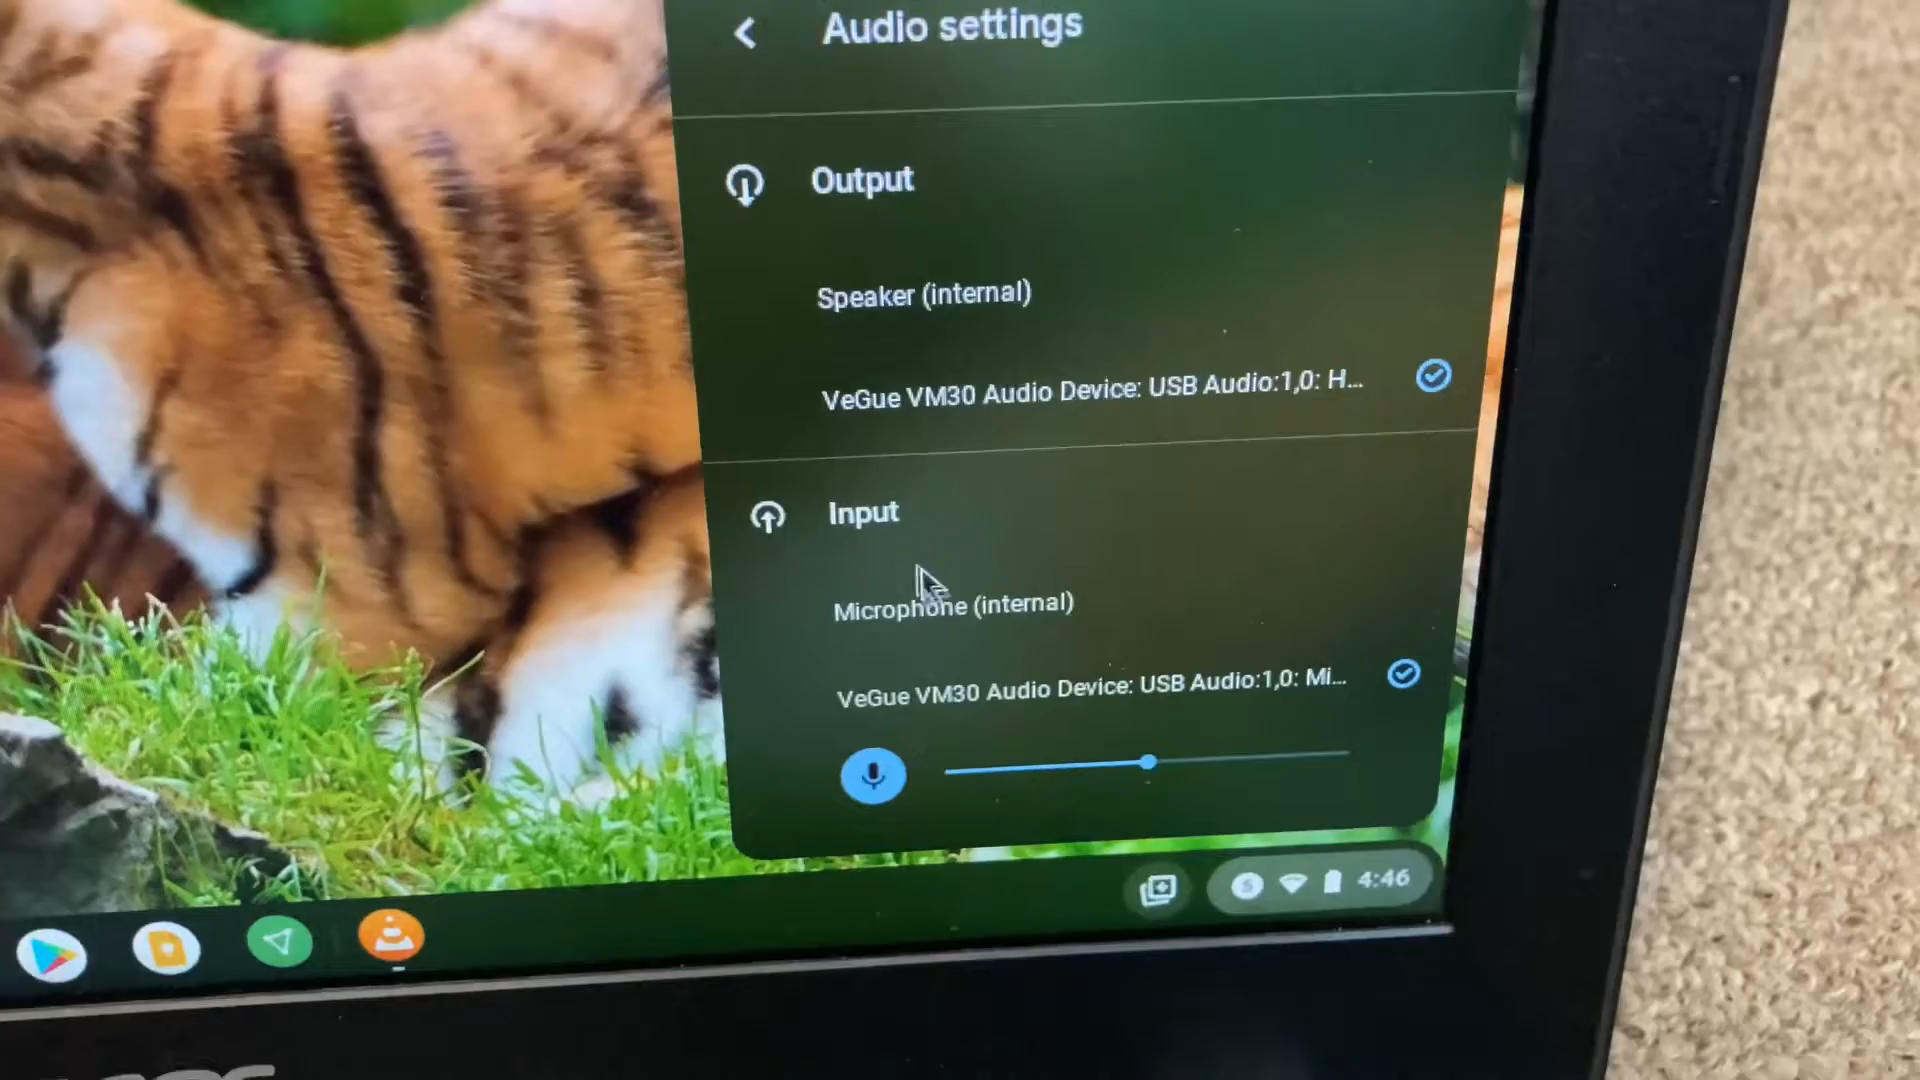 Audio settings
Output
Speaker (internal)
VeGue VM30 Audio Device: USB Audio:1,0: H...
Input
Microphone (internal)
VeGue VM30 Audio Device: USB Audio:1,0: Mi...
4:46